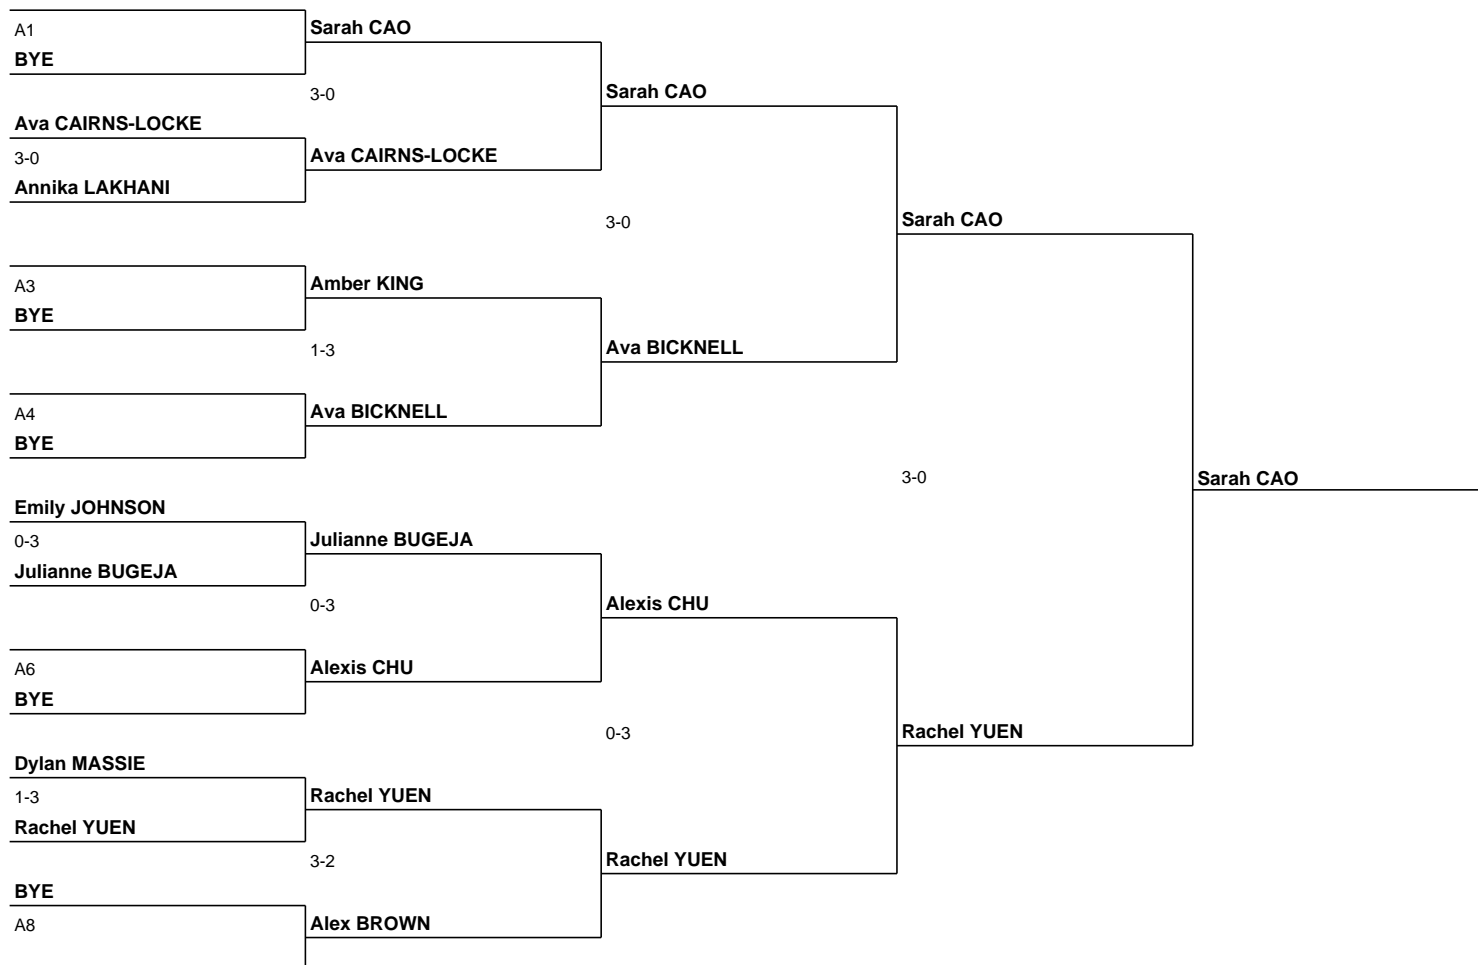 A1
BYE
Sarah CAO
3-0
Ava CAIRNS-LOCKE
3-0
Annika LAKHANI
Ava CAIRNS-LOCKE
Sarah CAO
3-0
A3
BYE
Amber KING
1-3
A4
BYE
Ava BICKNELL
Ava BICKNELL
Sarah CAO
3-0
Emily JOHNSON
0-3
Julianne BUGEJA
Julianne BUGEJA
0-3
A6
BYE
Alexis CHU
Alexis CHU
0-3
Dylan MASSIE
1-3
Rachel YUEN
Rachel YUEN
3-2
BYE
A8
Alex BROWN
Rachel YUEN
Rachel YUEN
Sarah CAO